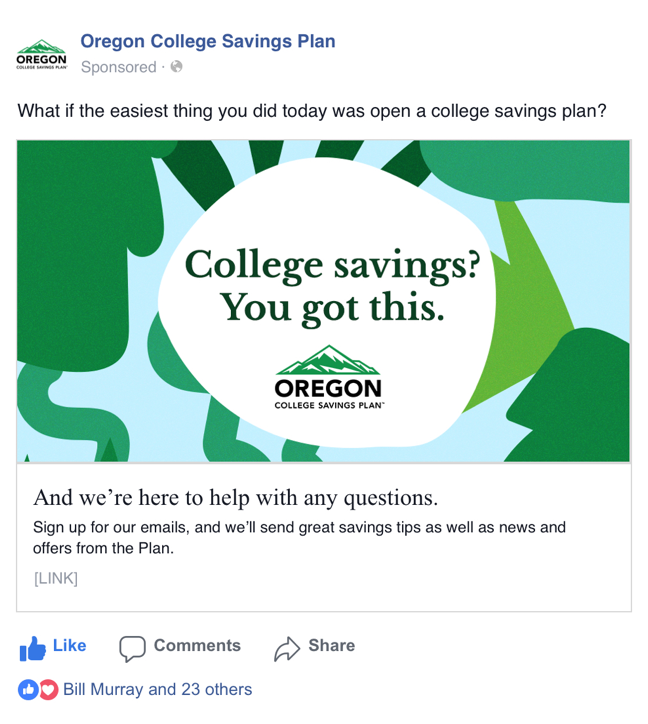 OREGON
COLLEGE SAVINGS PLAN
Oregon College Savings Plan
Sponsored ·
What if the easiest thing you did today was open a college savings plan?
College savings?
You got this.
OREGON
COLLEGE SAVINGS PLAN™
And we’re here to help with any questions.
Sign up for our emails, and we’ll send great savings tips as well as news and
offers from the Plan.
[LINK]
Like
Comments
Share
Bill Murray and 23 others